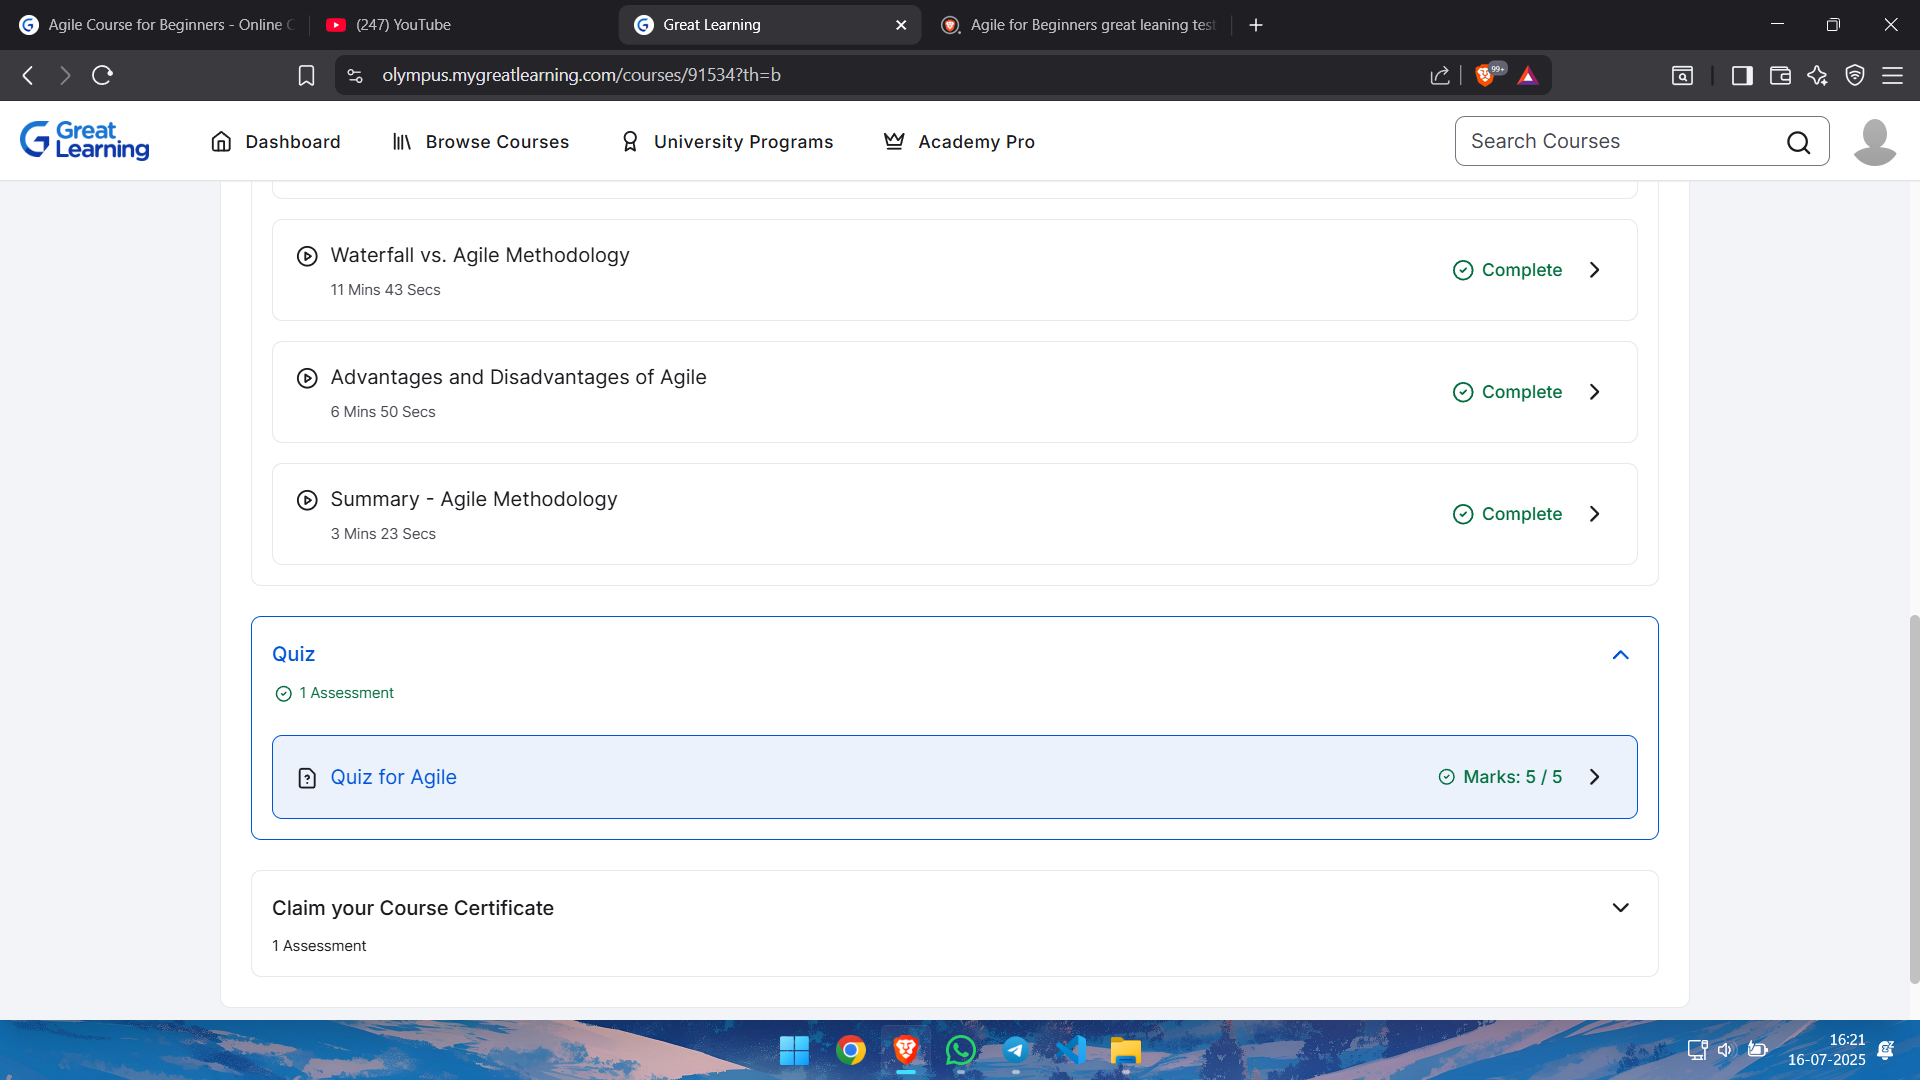 Agile Course for Beginners - Online
(247) YouTube
Great Learning
Agile for Beginners great leaning test
olympus.mygreatlearning.com/courses/91534?th=b
99+
Great Learning
Dashboard
Browse Courses
University Programs
Academy Pro
Search Courses
Waterfall vs. Agile Methodology
11 Mins 43 Secs
Complete
Advantages and Disadvantages of Agile
6 Mins 50 Secs
Complete
Summary - Agile Methodology
3 Mins 23 Secs
Complete
Quiz
1 Assessment
Quiz for Agile
Marks: 5 / 5
Claim your Course Certificate
1 Assessment
16:21
16-07-2025